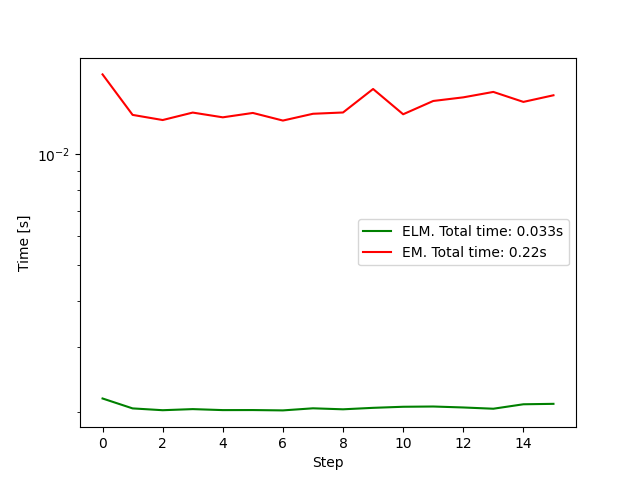 10⁻²
Time [s]
ELM. Total time: 0.033s
EM. Total time: 0.22s
0 2 4 6 8 10 12 14
Step